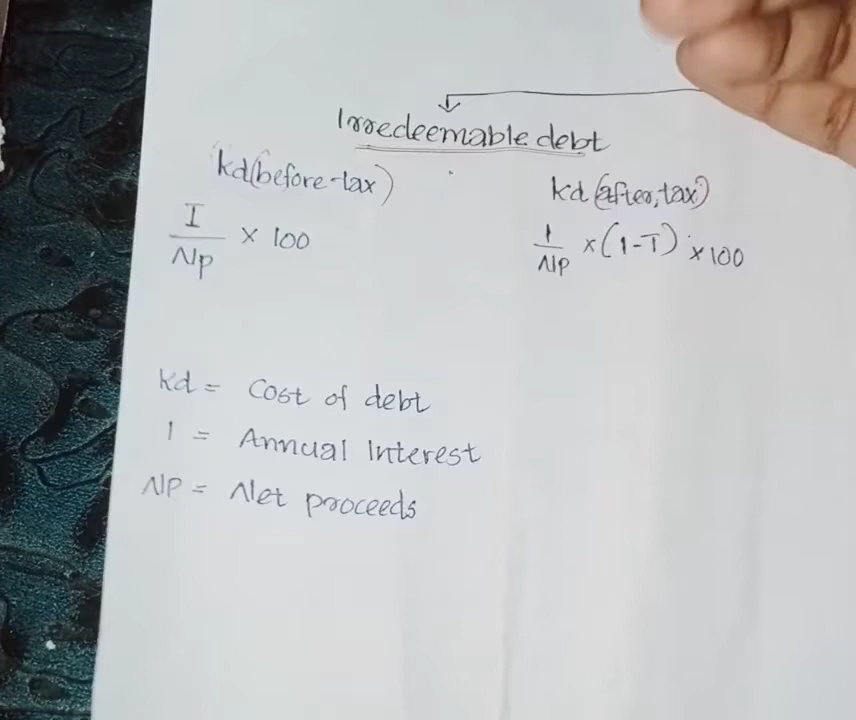 Irredeemable debt
kd(before-tax)
I/Np × 100
kd (after, tax)
I/NP × (1-T) × 100
kd = Cost of debt
I = Annual Interest
NP = Net proceeds